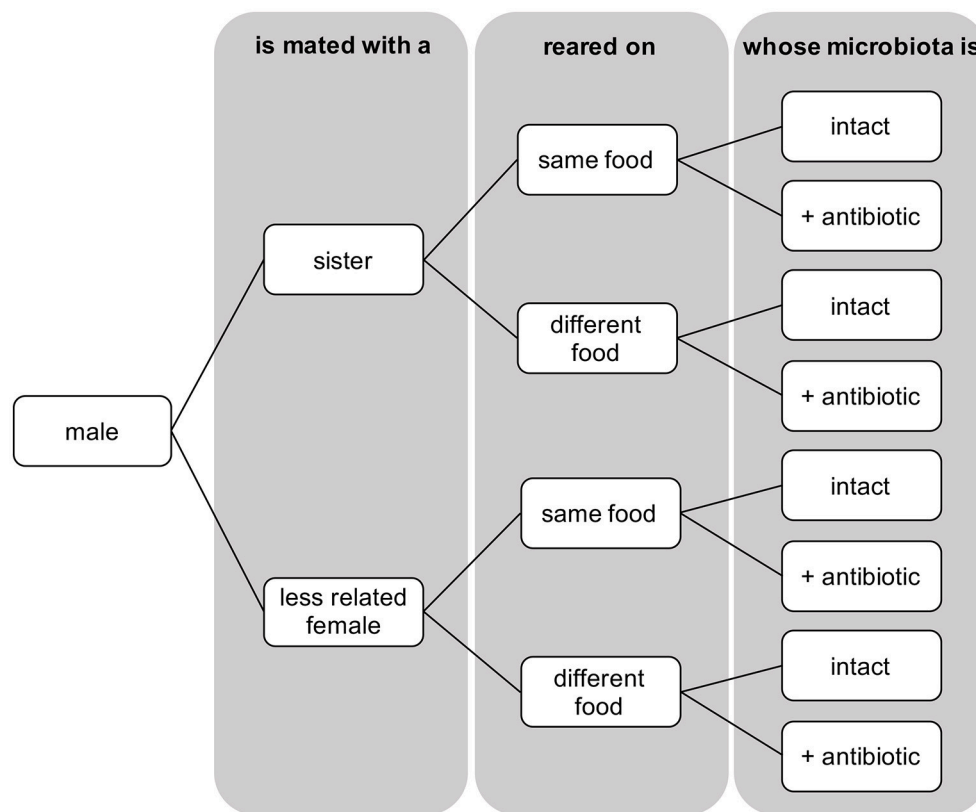 is mated with a
reared on
whose microbiota is
male
sister
less related
female
same food
different
food
same food
different
food
intact
+ antibiotic
intact
+ antibiotic
intact
+ antibiotic
intact
+ antibiotic